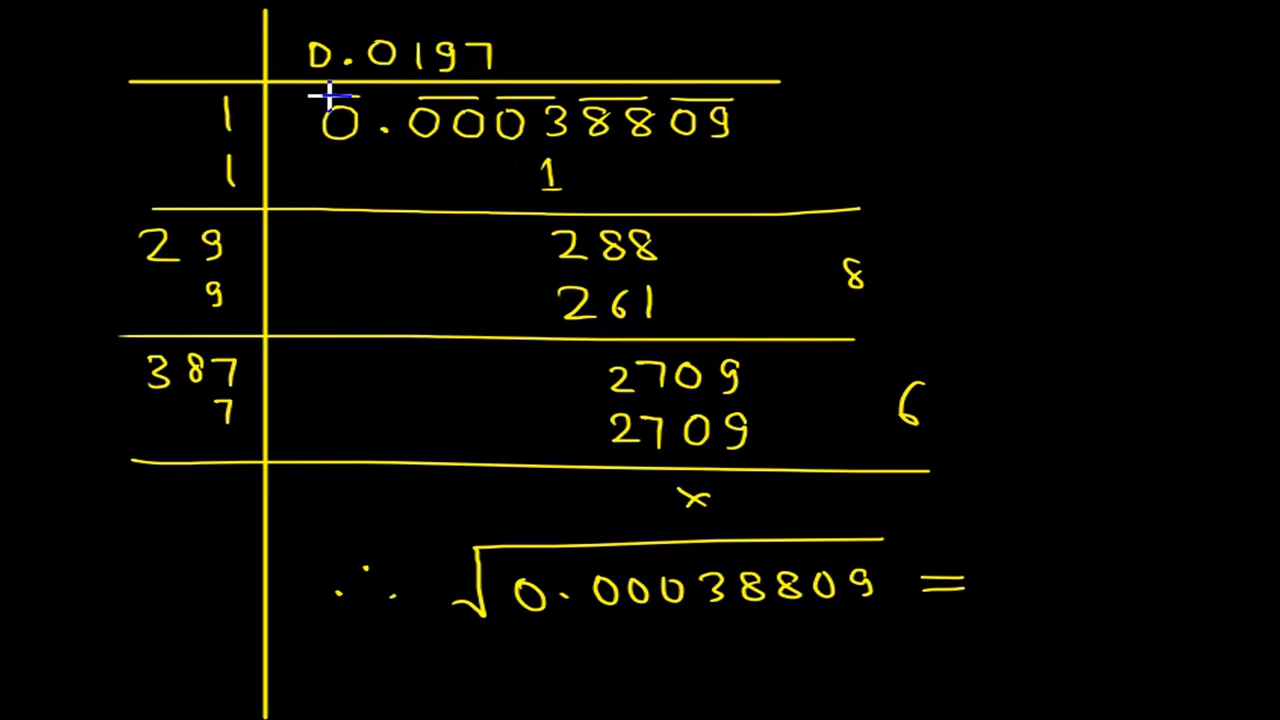 0.0197
1 0.00038809
1 1
29 288
9 261 8
387 2709
7 2709 6
×
∴ √0.00038809 =